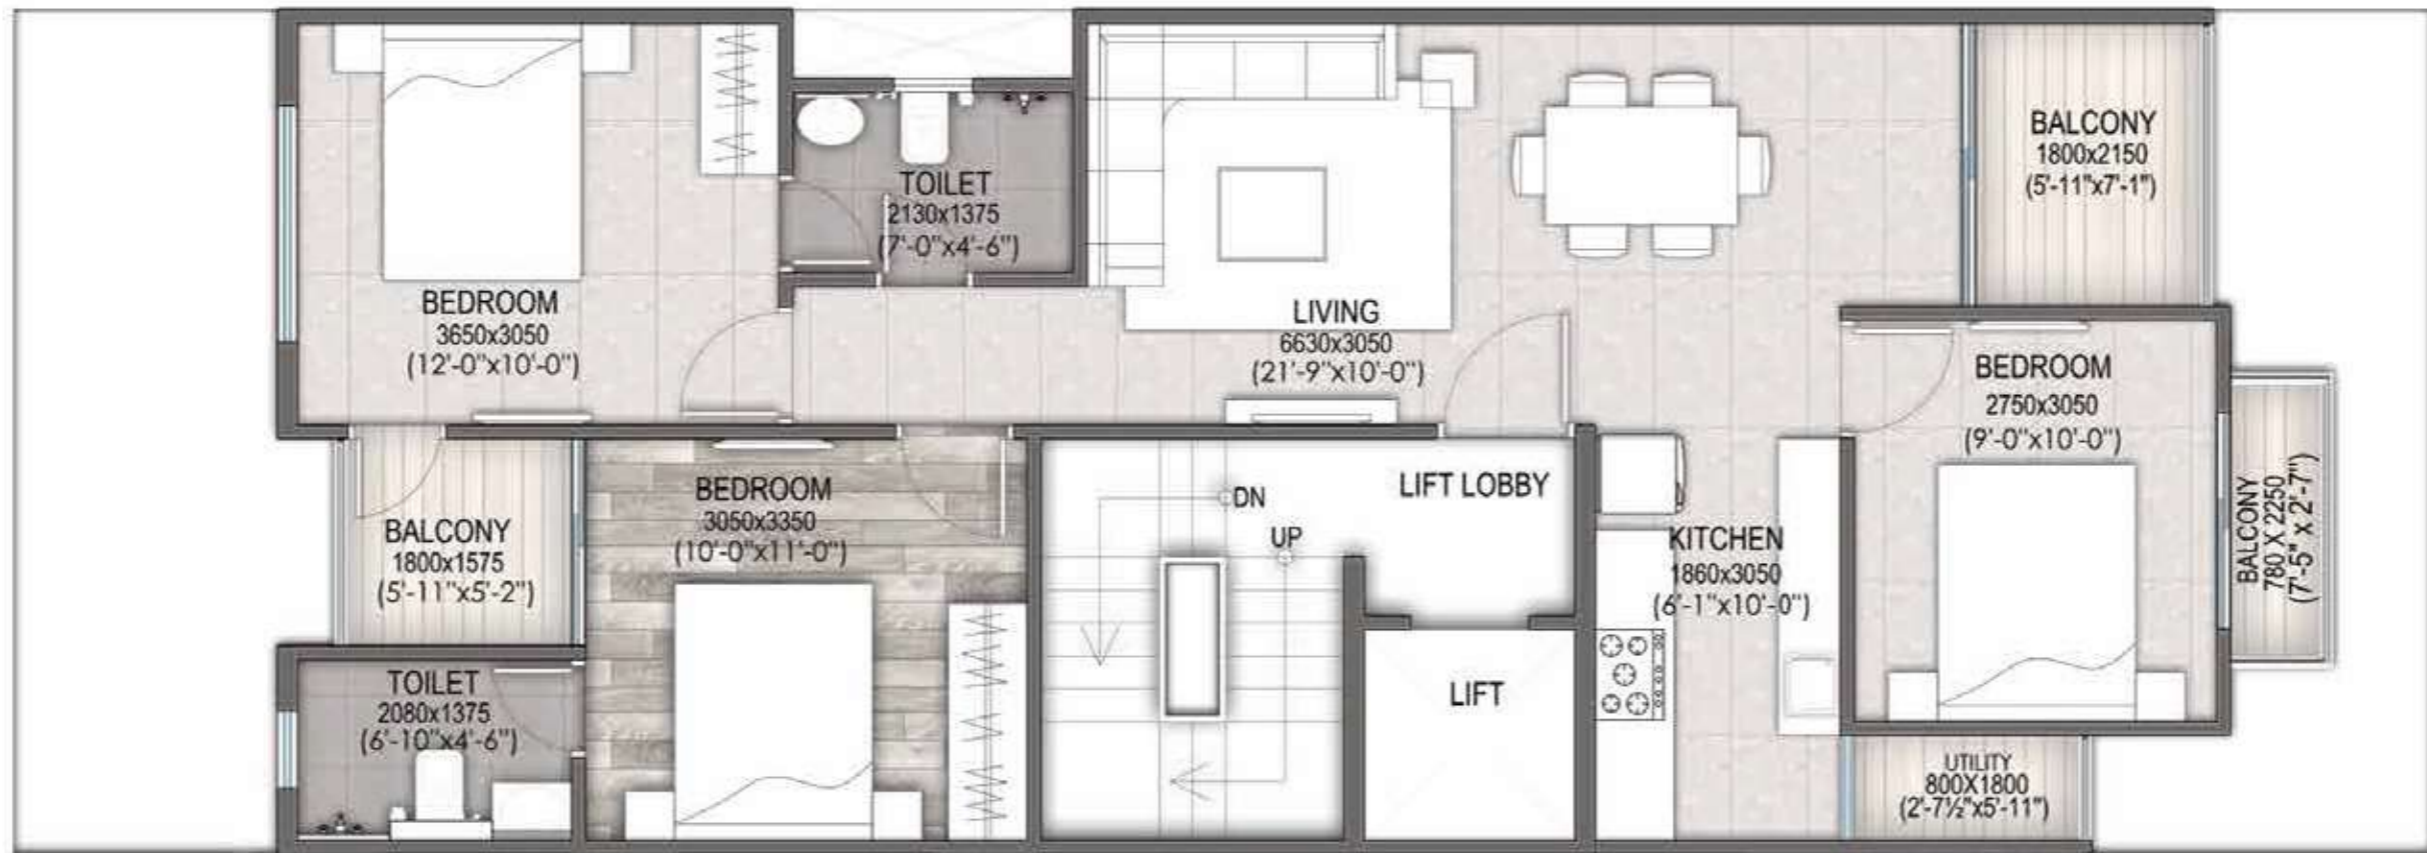 BEDROOM
3650x3050
(12'-0"x10'-0")
TOILET
2130x1375
(7'-0"x4'-6")
LIVING
6630x3050
(21'-9"x10'-0")
BALCONY
1800x2150
(5'-11"x7'-1")
BEDROOM
2750x3050
(9'-0"x10'-0")
BALCONY
780 X 2250
(7'-5" x 2'-7")
BALCONY
1800x1575
(5'-11"x5'-2")
BEDROOM
3050x3350
(10'-0"x11'-0")
DN
UP
LIFT LOBBY
LIFT
KITCHEN
1860x3050
(6'-1"x10'-0")
TOILET
2080x1375
(6'-10"x4'-6")
UTILITY
800X1800
(2'-7½"x5'-11")